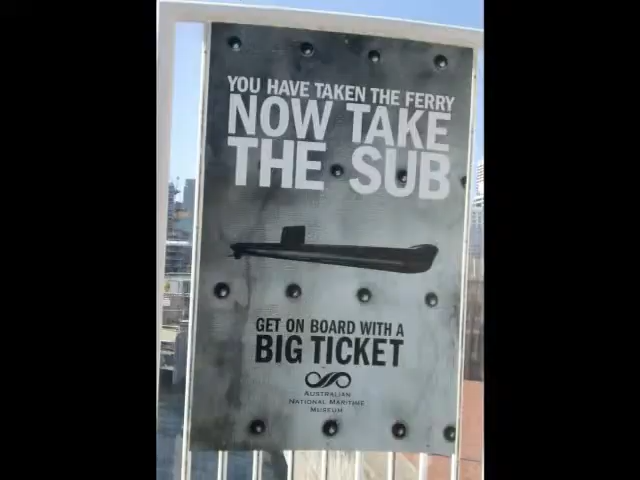 YOU HAVE TAKEN THE FERRY
NOW TAKE
THE SUB
GET ON BOARD WITH A
BIG TICKET
AUSTRALIAN
NATIONAL MARITIME
MUSEUM